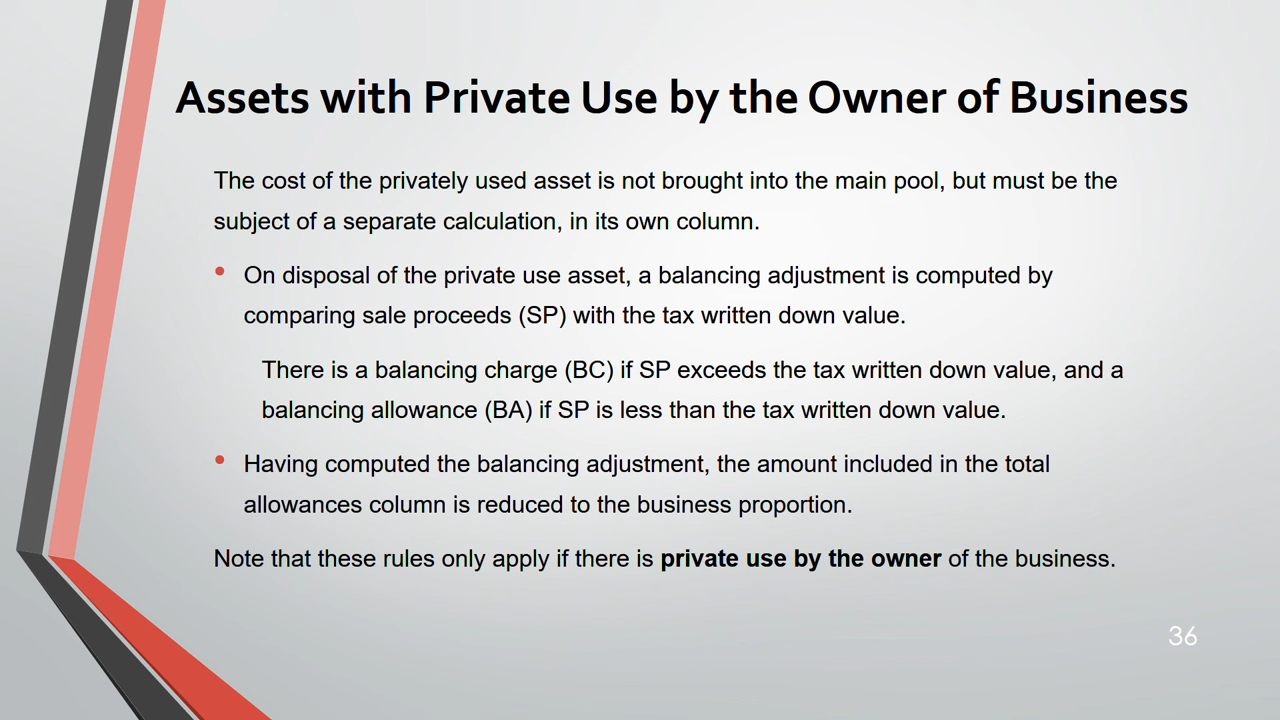 Assets with Private Use by the Owner of Business
The cost of the privately used asset is not brought into the main pool, but must be the
subject of a separate calculation, in its own column.
• On disposal of the private use asset, a balancing adjustment is computed by
comparing sale proceeds (SP) with the tax written down value.
There is a balancing charge (BC) if SP exceeds the tax written down value, and a
balancing allowance (BA) if SP is less than the tax written down value.
• Having computed the balancing adjustment, the amount included in the total
allowances column is reduced to the business proportion.
Note that these rules only apply if there is private use by the owner of the business.
36